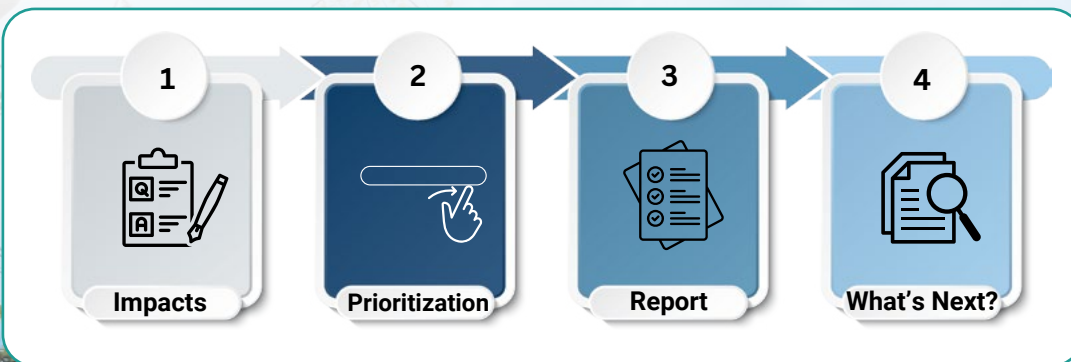 1
2
3
4
Q
A
Impacts
Prioritization
Report
What's Next?